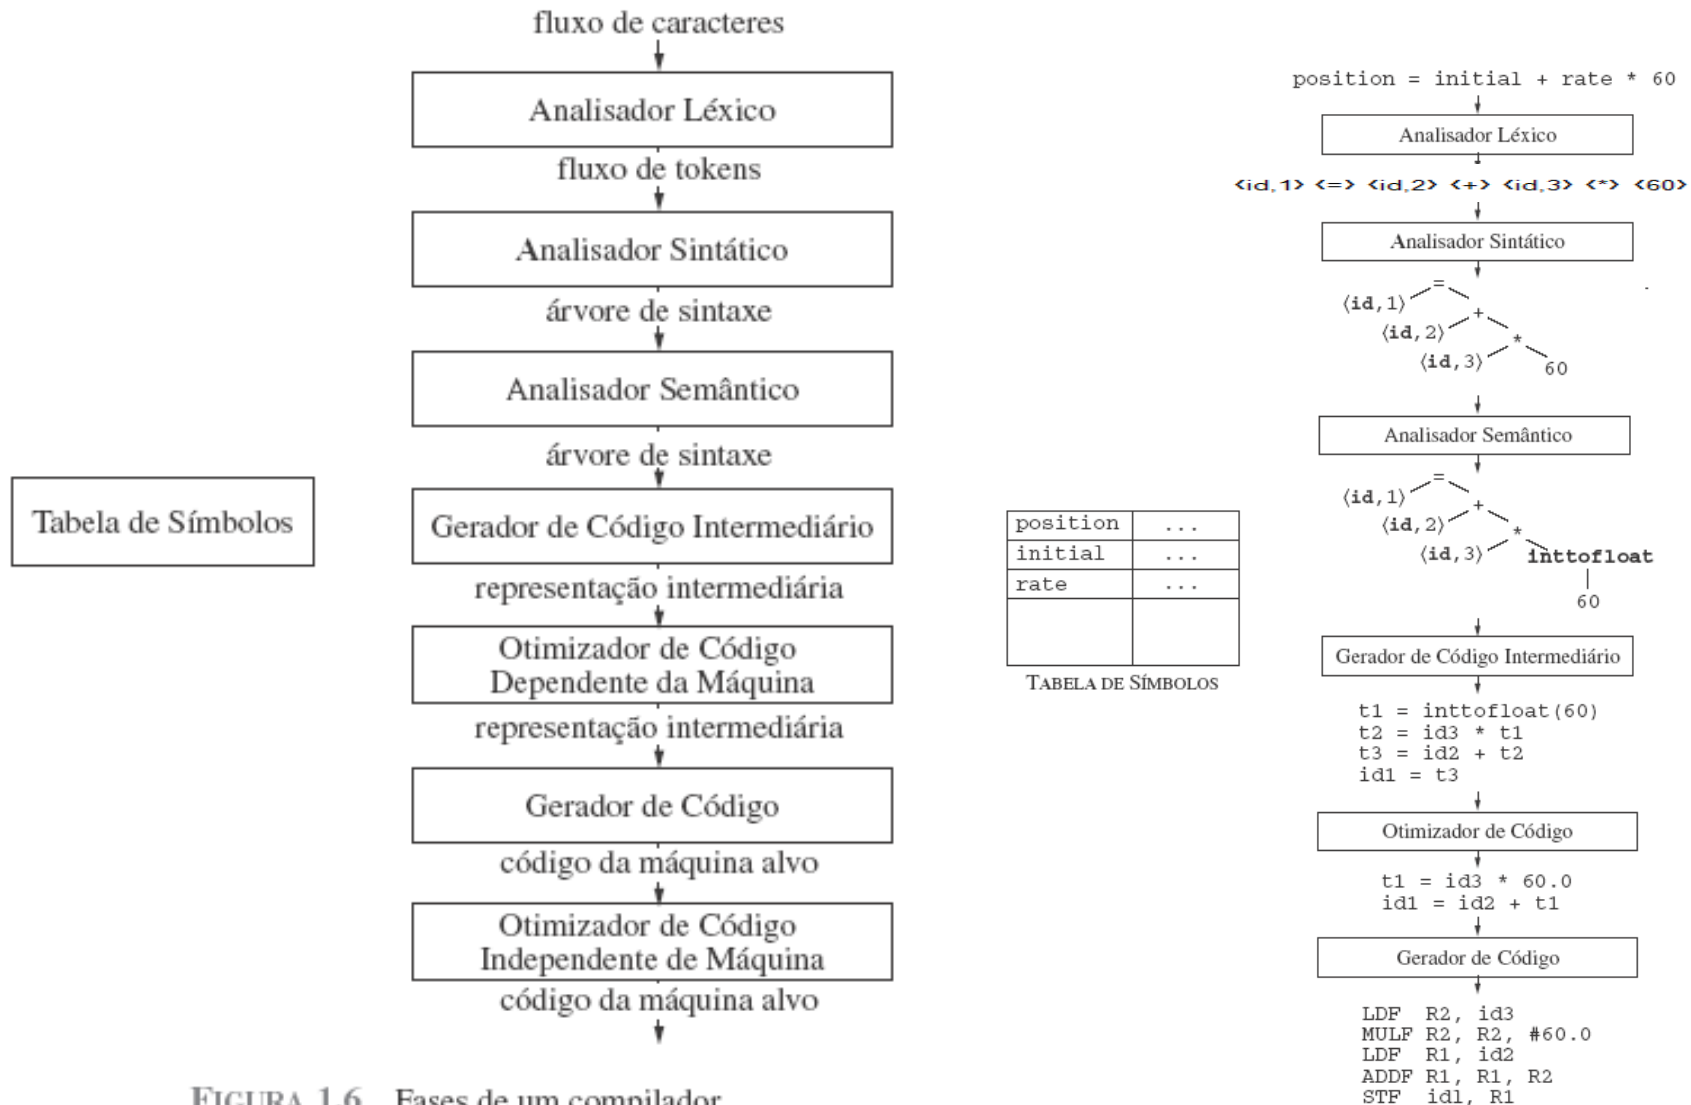 fluxo de caracteres
Analisador Léxico
fluxo de tokens
Analisador Sintático
árvore de sintaxe
Analisador Semântico
árvore de sintaxe
Gerador de Código Intermediário
representação intermediária
Otimizador de Código
Dependente da Máquina
representação intermediária
Gerador de Código
código da máquina alvo
Otimizador de Código
Independente de Máquina
código da máquina alvo
Tabela de Símbolos
FIGURA 1.6 Fases de um compilador
position ...
initial ...
rate ...
TABELA DE SÍMBOLOS
position = initial + rate * 60
Analisador Léxico
<id,1> <=> <id,2> <+> <id,3> <*> <60>
Analisador Sintático
=
⟨id,1⟩
+
⟨id,2⟩
*
⟨id,3⟩
60
Analisador Semântico
=
⟨id,1⟩
+
⟨id,2⟩
*
⟨id,3⟩ inttofloat
60
Gerador de Código Intermediário
t1 = inttofloat(60)
t2 = id3 * t1
t3 = id2 + t2
id1 = t3
Otimizador de Código
t1 = id3 * 60.0
id1 = id2 + t1
Gerador de Código
LDF R2, id3
MULF R2, R2, #60.0
LDF R1, id2
ADDF R1, R1, R2
STF id1, R1